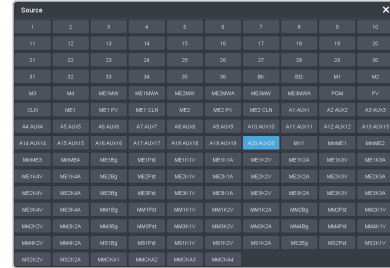 Source
1 2 3 4 5 6 7 8 9 10
11 12 13 14 15 16 17 18 19 20
21 22 23 24 25 26 27 28 29 30
31 32 33 34 35 36 BK BG M1 M2
M3 M4 ME1MW ME1MWA ME2MW ME2MWA ME3MW ME3MWA PGM PV
CLN ME1 ME1 PV ME1 CLN ME2 ME2 PV ME2 CLN A1:AUX1 A2:AUX2 A3:AUX3
A4:AUX4 A5:AUX5 A6:AUX6 A7:AUX7 A8:AUX8 A9:AUX9 A10:AUX10 A11:AUX11 A12:AUX12 A13:AUX13
A14:AUX14 A15:AUX15 A16:AUX16 A17:AUX17 A18:AUX18 A19:AUX19 A20:AUX20 MV1 MiniME1 MiniME2
MiniME3 MiniME4 ME1Bg ME1Pst ME1K1V ME1K1A ME1K2V ME1K2A ME1K3V ME1K3A
ME1K4V ME1K4A ME2Bg ME2Pst ME2K1V ME2K1A ME2K2V ME2K2A ME2K3V ME2K3A
ME2K4V ME2K4A ME3Bg ME3Pst ME3K1V ME3K1A ME3K2V ME3K2A ME3K3V ME3K3A
ME3K4V ME3K4A MM1Bg MM1Pst MM1K1V MM1K2V MM1K2A MM2Bg MM2Pst MM2K1V
MM2K2V MM2K2A MM3Bg MM3Pst MM3K1V MM3K2V MM3K2A MM4Bg MM4Pst MM4K1V
MM4K2V MM4K2A MS1Bg MS1Pst MS1K1V MS1K2V MS1K2A MS2Bg MS2Pst MS2K1V
MS2K2V MS2K2A MMCKA1 MMCKA2 MMCKA3 MMCKA4